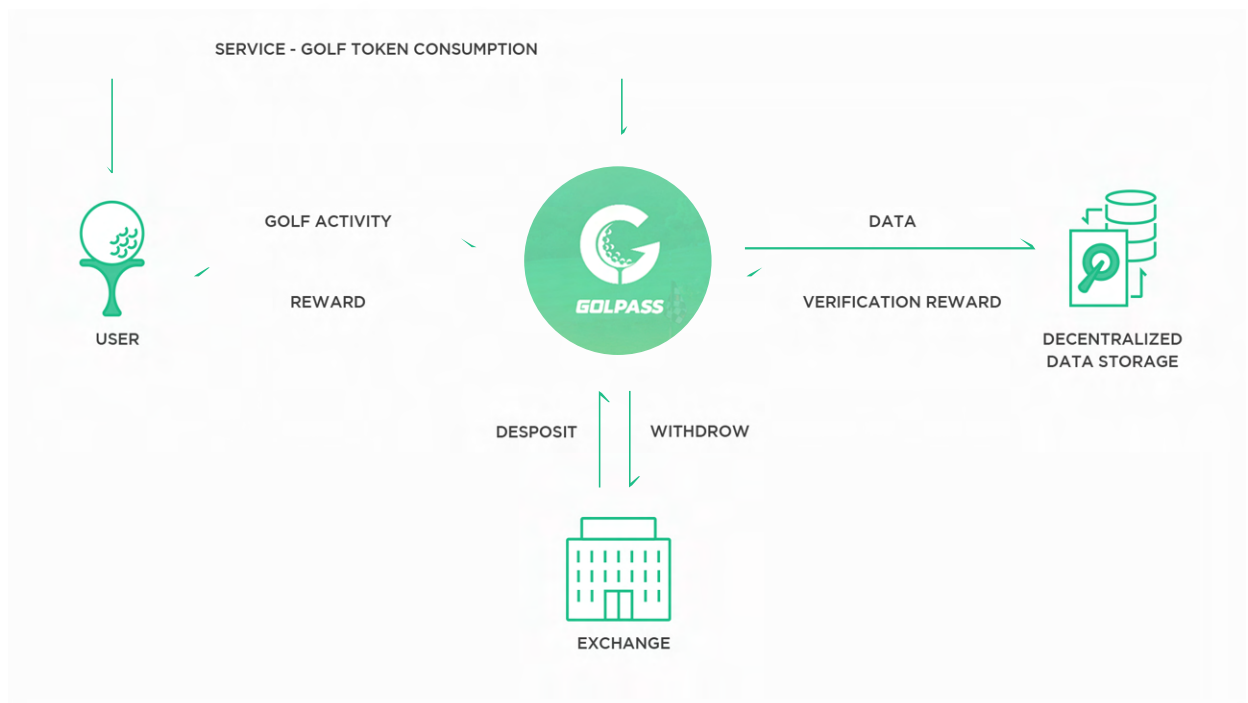 SERVICE - GOLF TOKEN CONSUMPTION
GOLF ACTIVITY
DATA
REWARD
GOLPASS
VERIFICATION REWARD
USER
DECENTRALIZED
DATA STORAGE
DESPOSIT
WITHDROW
EXCHANGE